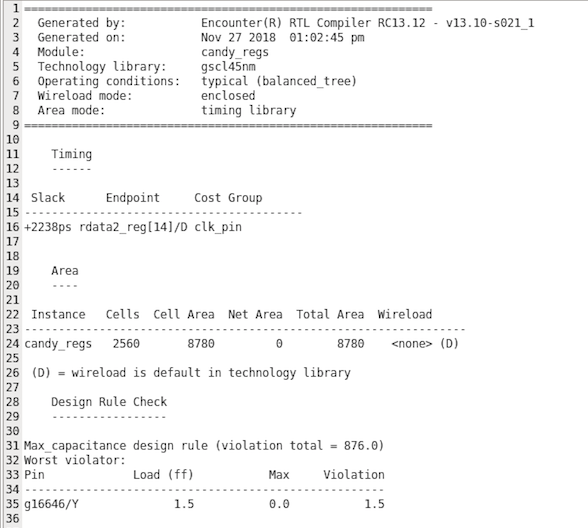 1 ============================================================
2 Generated by: Encounter(R) RTL Compiler RC13.12 - v13.10-s021_1
3 Generated on: Nov 27 2018 01:02:45 pm
4 Module: candy_regs
5 Technology library: gscl45nm
6 Operating conditions: typical (balanced_tree)
7 Wireload mode: enclosed
8 Area mode: timing library
9 ============================================================
10
11 Timing
12 ------
13
14 Slack Endpoint Cost Group
15 -----------------------------------------
16 +2238ps rdata2_reg[14]/D clk_pin
17
18
19 Area
20 ----
21
22 Instance Cells Cell Area Net Area Total Area Wireload
23 -----------------------------------------------------------------
24 candy_regs 2560 8780 0 8780 <none> (D)
25
26 (D) = wireload is default in technology library
27
28 Design Rule Check
29 -----------------
30
31 Max_capacitance design rule (violation total = 876.0)
32 Worst violator:
33 Pin Load (ff) Max Violation
34 -----------------------------------------------------
35 g16646/Y 1.5 0.0 1.5
36